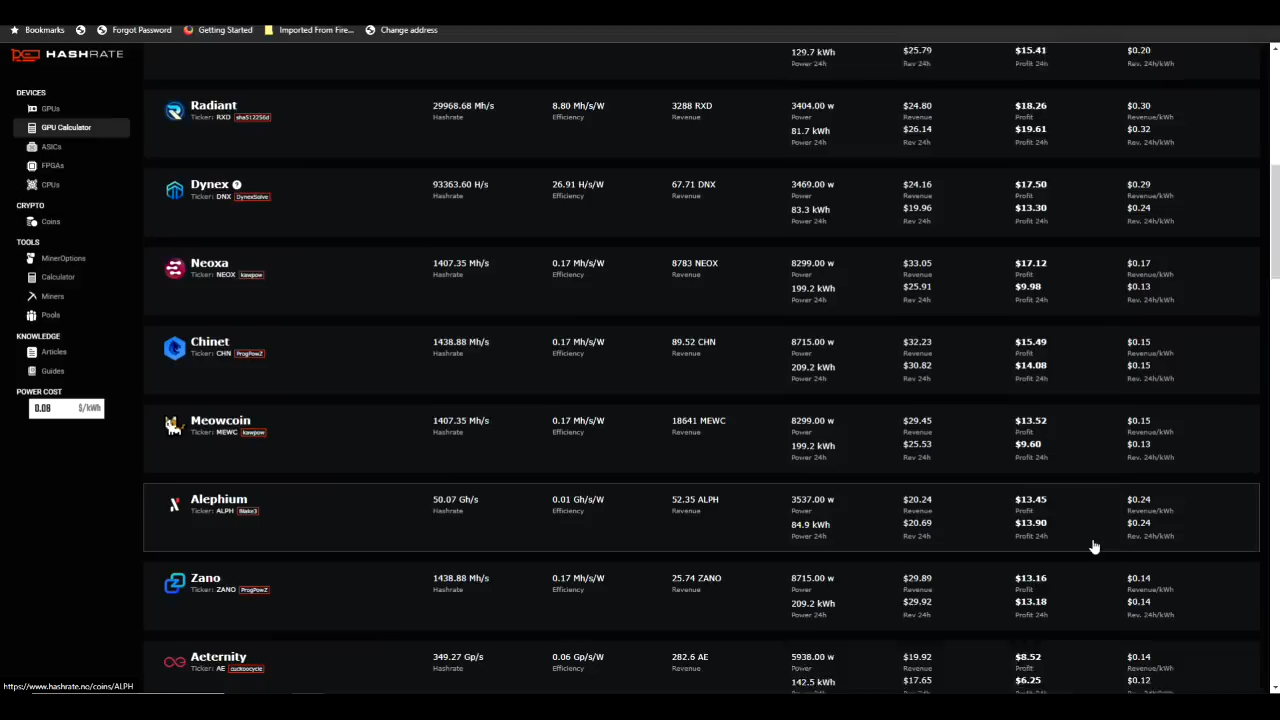 Bookmarks Forgot Password Getting Started Imported From Fire... Change address
HASHRATE
DEVICES
GPUs
GPU Calculator
ASICs
FPGAs
CPUs
CRYPTO
Coins
TOOLS
MinerOptions
Calculator
Miners
Pools
KNOWLEDGE
Articles
Guides
POWER COST
0.08 $/kWh
129.7 kWh $25.79 $15.41 $0.20
Power 24h Rev 24h Profit 24h Rev. 24h/kWh
Radiant 29968.68 Mh/s 8.80 Mh/s/W 3288 RXD 3404.00 w $24.80 $18.26 $0.30
Ticker: RXD sha512256d Hashrate Efficiency Revenue Power Revenue Profit Revenue/kWh
81.7 kWh $26.14 $19.61 $0.32
Power 24h Rev 24h Profit 24h Rev. 24h/kWh
Dynex ? 93363.60 H/s 26.91 H/s/W 67.71 DNX 3469.00 w $24.16 $17.50 $0.29
Ticker: DNX DynexSolve Hashrate Efficiency Revenue Power Revenue Profit Revenue/kWh
83.3 kWh $19.96 $13.30 $0.24
Power 24h Rev 24h Profit 24h Rev. 24h/kWh
Neoxa 1407.35 Mh/s 0.17 Mh/s/W 8783 NEOX 8299.00 w $33.05 $17.12 $0.17
Ticker: NEOX kawpow Hashrate Efficiency Revenue Power Revenue Profit Revenue/kWh
199.2 kWh $25.91 $9.98 $0.13
Power 24h Rev 24h Profit 24h Rev. 24h/kWh
Chinet 1438.88 Mh/s 0.17 Mh/s/W 89.52 CHN 8715.00 w $32.23 $15.49 $0.15
Ticker: CHN ProgPowZ Hashrate Efficiency Revenue Power Revenue Profit Revenue/kWh
209.2 kWh $30.82 $14.08 $0.15
Power 24h Rev 24h Profit 24h Rev. 24h/kWh
Meowcoin 1407.35 Mh/s 0.17 Mh/s/W 18641 MEWC 8299.00 w $29.45 $13.52 $0.15
Ticker: MEWC kawpow Hashrate Efficiency Revenue Power Revenue Profit Revenue/kWh
199.2 kWh $25.53 $9.60 $0.13
Power 24h Rev 24h Profit 24h Rev. 24h/kWh
Alephium 50.07 Gh/s 0.01 Gh/s/W 52.35 ALPH 3537.00 w $20.24 $13.45 $0.24
Ticker: ALPH Blake3 Hashrate Efficiency Revenue Power Revenue Profit Revenue/kWh
84.9 kWh $20.69 $13.90 $0.24
Power 24h Rev 24h Profit 24h Rev. 24h/kWh
Zano 1438.88 Mh/s 0.17 Mh/s/W 25.74 ZANO 8715.00 w $29.89 $13.16 $0.14
Ticker: ZANO ProgPowZ Hashrate Efficiency Revenue Power Revenue Profit Revenue/kWh
209.2 kWh $29.92 $13.18 $0.14
Power 24h Rev 24h Profit 24h Rev. 24h/kWh
Aeternity 349.27 Gp/s 0.06 Gp/s/W 282.6 AE 5938.00 w $19.92 $8.52 $0.14
Ticker: AE cuckoocycle Hashrate Efficiency Revenue Power Revenue Profit Revenue/kWh
142.5 kWh $17.65 $6.25 $0.12
https://www.hashrate.no/coins/ALPH